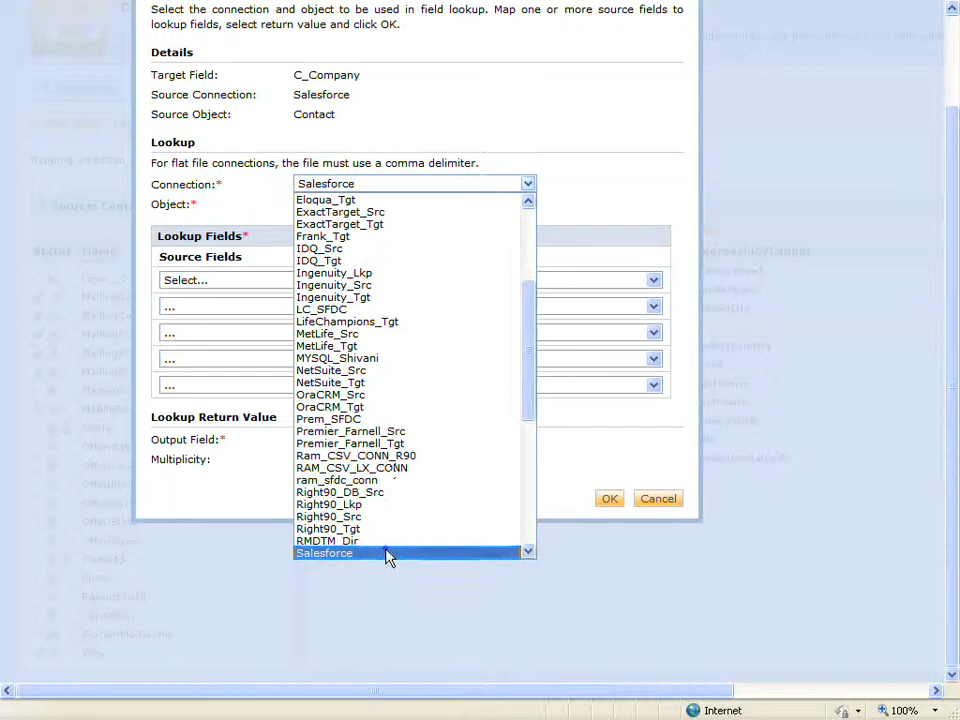 Select the connection and object to be used in field lookup. Map one or more source fields to
lookup fields, select return value and click OK.
Details
Target Field: C_Company
Source Connection: Salesforce
Source Object: Contact
Lookup
For flat file connections, the file must use a comma delimiter.
Connection:* Salesforce
Object:*
Eloqua_Tgt
ExactTarget_Src
ExactTarget_Tgt
Frank_Tgt
IDQ_Src
IDQ_Tgt
Ingenuity_Lkp
Ingenuity_Src
Ingenuity_Tgt
LC_SFDC
LifeChampions_Tgt
MetLife_Src
MetLife_Tgt
MYSQL_Shivani
NetSuite_Src
NetSuite_Tgt
OraCRM_Src
OraCRM_Tgt
Prem_SFDC
Premier_Farnell_Src
Premier_Farnell_Tgt
Ram_CSV_CONN_R90
RAM_CSV_LX_CONN
ram_sfdc_conn
Right90_DB_Src
Right90_Lkp
Right90_Src
Right90_Tgt
RMDTM_Dir
Salesforce
Lookup Fields*
Source Fields
Select...
...
...
...
...
Lookup Return Value
Output Field:*
Multiplicity:
OK Cancel
Source: Conta
Status Name
Title
Internet 100%